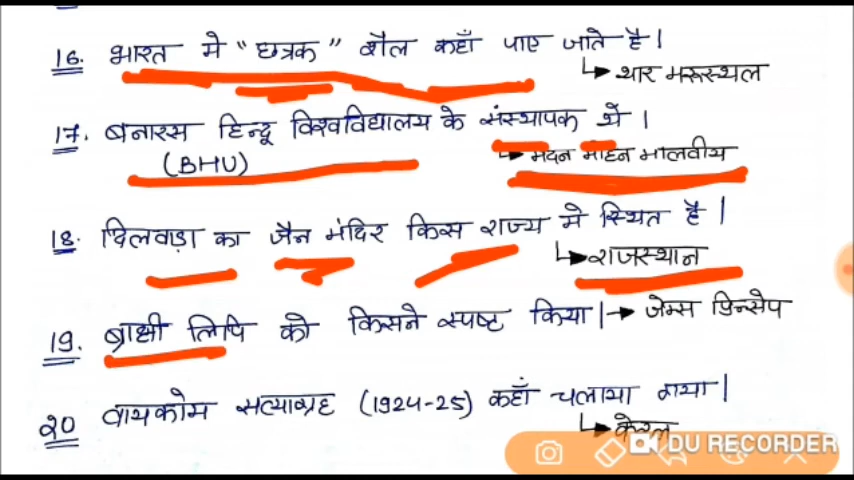 16. भारत मे "छत्रक" शैल कहाँ पाए जाते है।
↳ थार मरूस्थल
17. बनारस हिन्दू विश्वविद्यालय के संस्थापक थे।
(BHU) ↳ मदन मोहन मालवीय
18. दिलवाड़ा का जैन मंदिर किस राज्य मे स्थित है।
↳ राजस्थान
19. ब्राह्मी लिपि को किसने स्पष्ट किया। → जेम्स प्रिन्सेप
20 वायकोम सत्याग्रह (1924-25) कहाँ चलाया गया।
↳ केरल
DU RECORDER